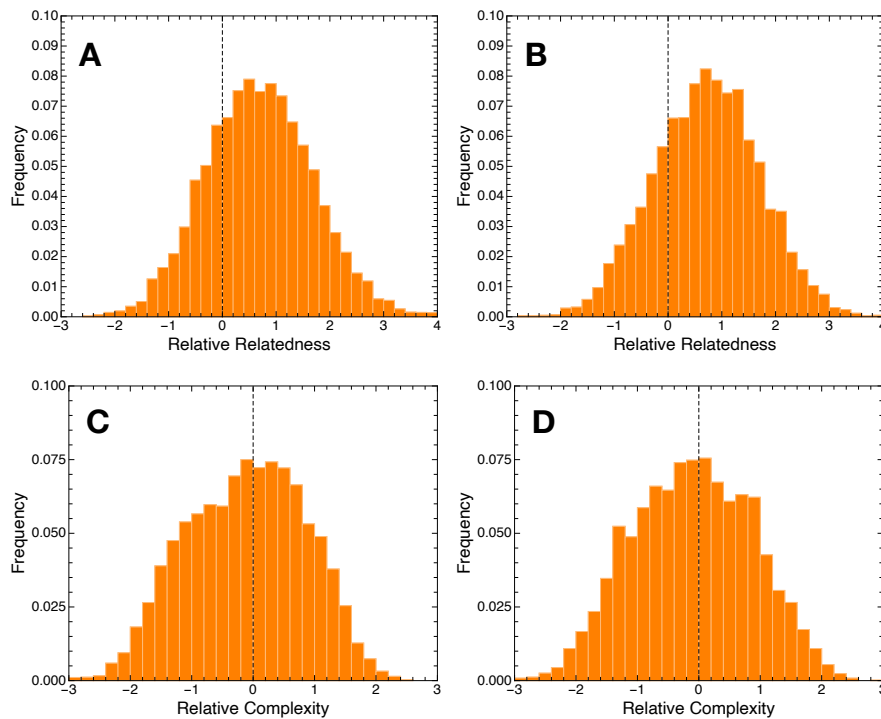 A
Frequency
0.10
0.09
0.08
0.07
0.06
0.05
0.04
0.03
0.02
0.01
0.00
−3 −2 −1 0 1 2 3 4
Relative Relatedness
B
Frequency
0.10
0.09
0.08
0.07
0.06
0.05
0.04
0.03
0.02
0.01
0.00
−3 −2 −1 0 1 2 3 4
Relative Relatedness
C
Frequency
0.100
0.075
0.050
0.025
0.000
−3 −2 −1 0 1 2 3
Relative Complexity
D
Frequency
0.100
0.075
0.050
0.025
0.000
−3 −2 −1 0 1 2 3
Relative Complexity